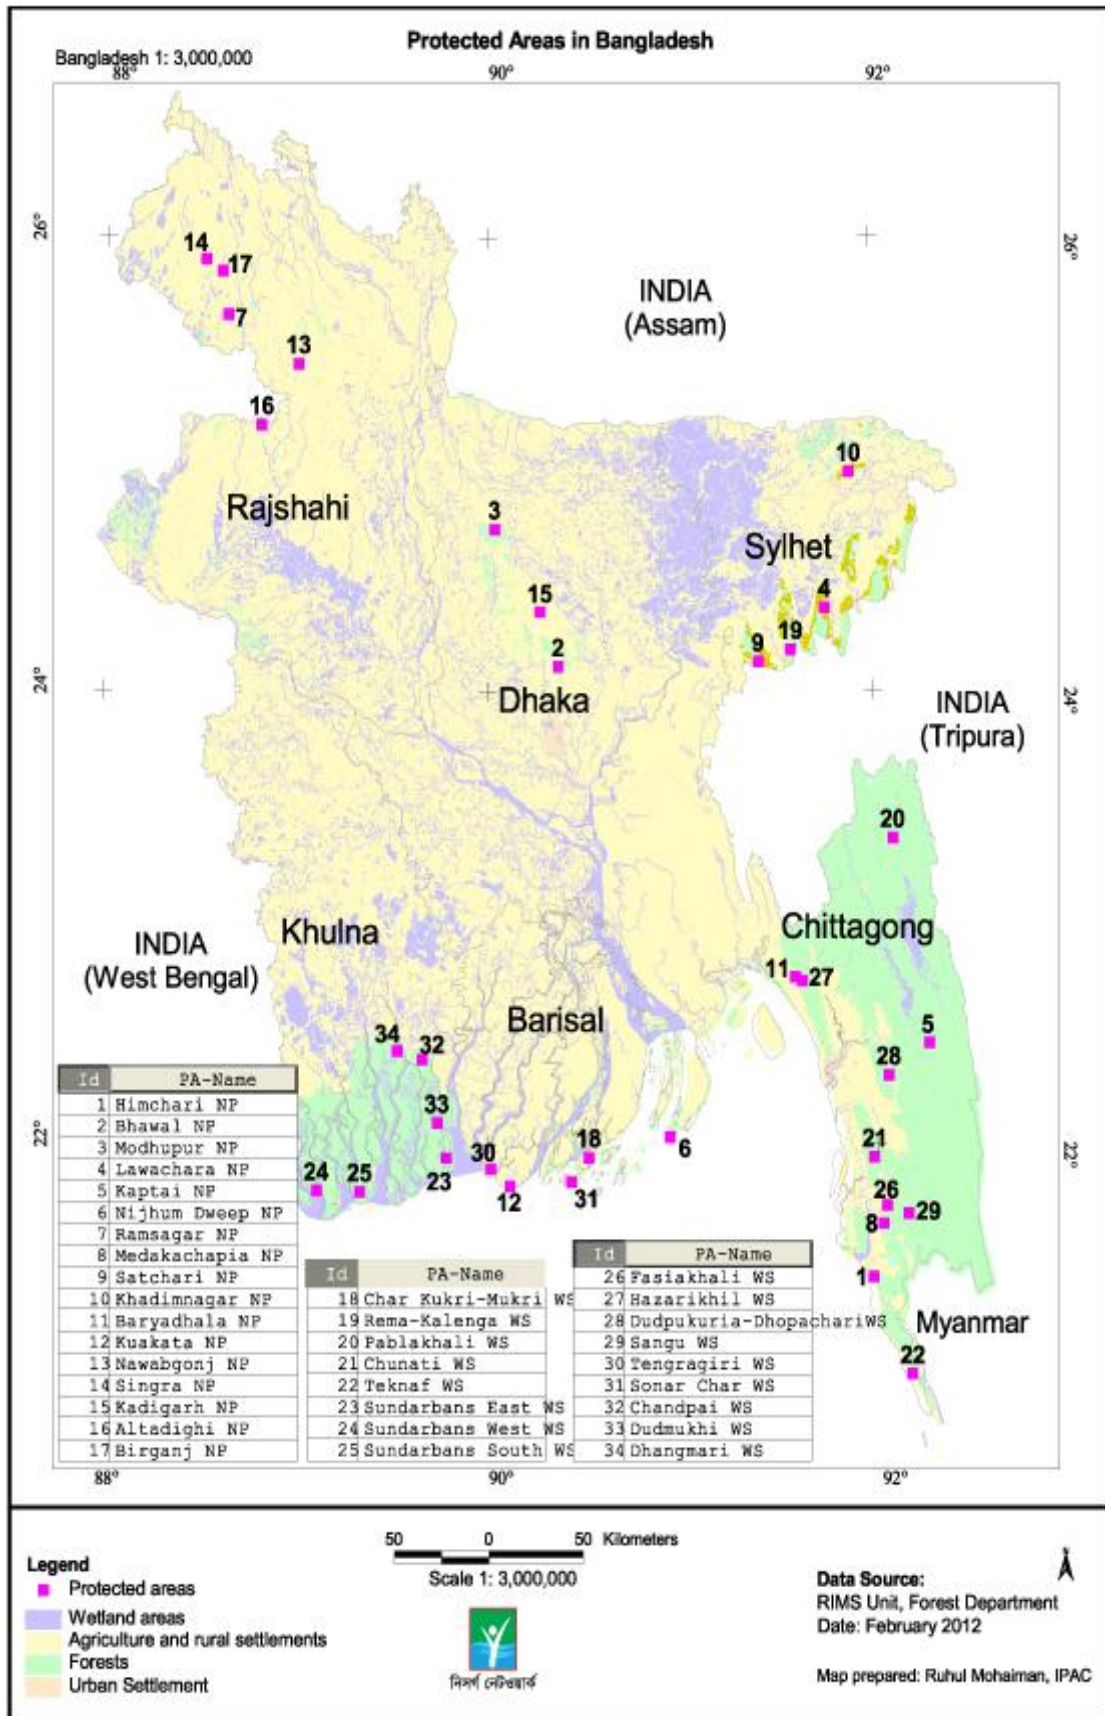 Protected Areas in Bangladesh
Bangladesh 1: 3,000,000
88° 90° 92°
26° 26°
14
17
7
13
16
INDIA
(Assam)
10
Rajshahi
3
Sylhet
4
15
19
9
2
24° 24°
Dhaka
INDIA
(Tripura)
20
Khulna
Chittagong
INDIA
(West Bengal)
11 27
Barisal
5
34 32
28
33
22° 22°
6
21
18
30
23
24 25
12 31
26
29
8
1
Myanmar
22
Id PA-Name
1 Himchari NP
2 Bhawal NP
3 Modhupur NP
4 Lawachara NP
5 Kaptai NP
6 Nijhum Dweep NP
7 Ramsagar NP
8 Medakachapia NP
9 Satchari NP
10 Khadimnagar NP
11 Baryadhala NP
12 Kuakata NP
13 Nawabgonj NP
14 Singra NP
15 Kadigarh NP
16 Altadighi NP
17 Birganj NP
Id PA-Name
18 Char Kukri-Mukri WS
19 Rema-Kalenga WS
20 Pablakhali WS
21 Chunati WS
22 Teknaf WS
23 Sundarbans East WS
24 Sundarbans West WS
25 Sundarbans South WS
Id PA-Name
26 Fasiakhali WS
27 Hazarikhil WS
28 Dudpukuria-Dhopachari WS
29 Sangu WS
30 Tengragiri WS
31 Sonar Char WS
32 Chandpai WS
33 Dudmukhi WS
34 Dhangmari WS
88° 90° 92°
50 0 50 Kilometers
Scale 1: 3,000,000
Legend
Protected areas
Wetland areas
Agriculture and rural settlements
Forests
Urban Settlement
নিসর্গ নেটওয়ার্ক
N
Data Source:
RIMS Unit, Forest Department
Date: February 2012
Map prepared: Ruhul Mohaiman, IPAC